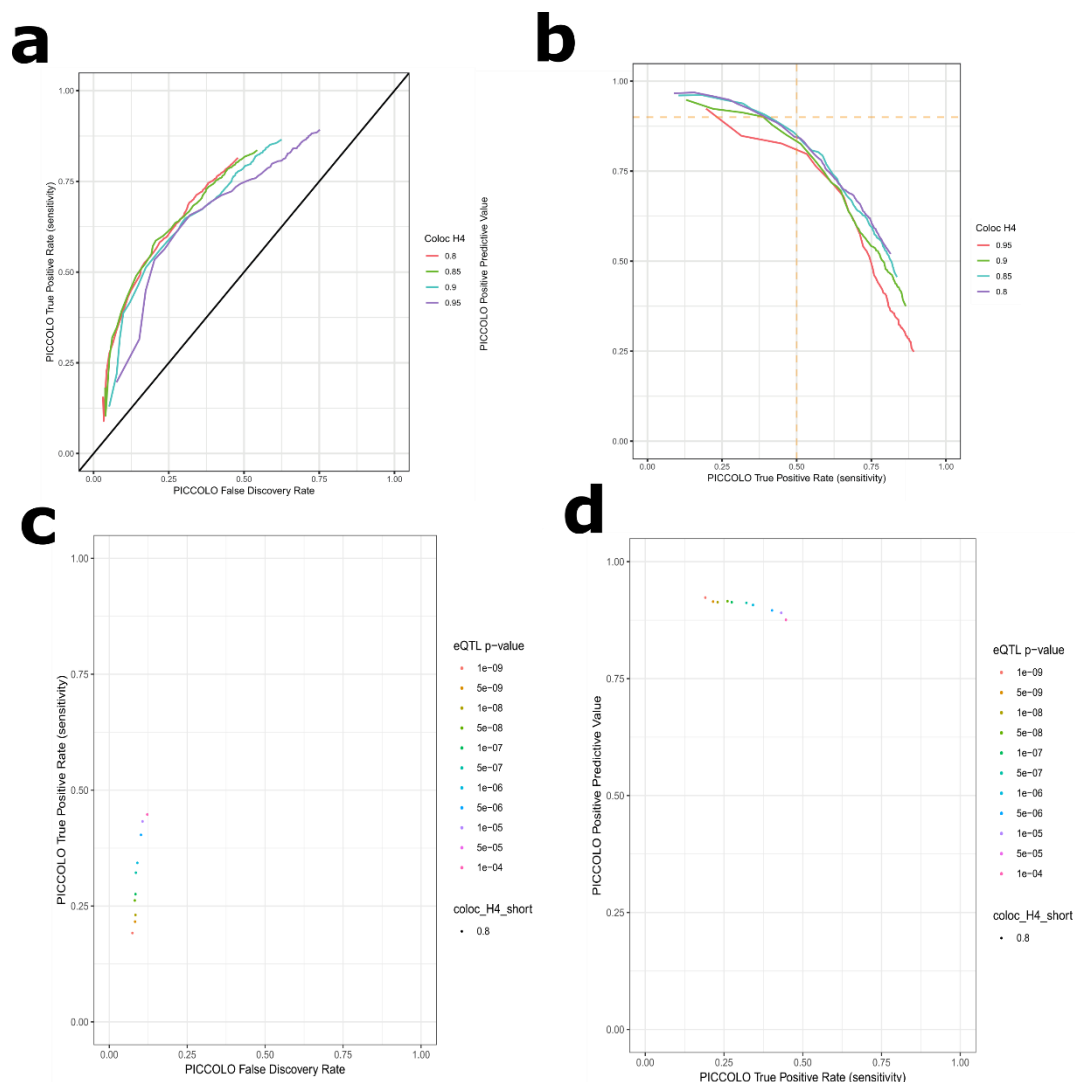 a
PICCOLO True Positive Rate (sensitivity)
1.00
0.75
0.50
0.25
0.00
0.00 0.25 0.50 0.75 1.00
PICCOLO False Discovery Rate
Coloc H4
0.8
0.85
0.9
0.95
b
PICCOLO Positive Predictive Value
1.00
0.75
0.50
0.25
0.00
0.00 0.25 0.50 0.75 1.00
PICCOLO True Positive Rate (sensitivity)
Coloc H4
0.95
0.9
0.85
0.8
c
PICCOLO True Positive Rate (sensitivity)
1.00
0.75
0.50
0.25
0.00
0.00 0.25 0.50 0.75 1.00
PICCOLO False Discovery Rate
eQTL p-value
1e-09
5e-09
1e-08
5e-08
1e-07
5e-07
1e-06
5e-06
1e-05
5e-05
1e-04
coloc_H4_short
0.8
d
PICCOLO Positive Predictive Value
1.00
0.75
0.50
0.25
0.00
0.00 0.25 0.50 0.75 1.00
PICCOLO True Positive Rate (sensitivity)
eQTL p-value
1e-09
5e-09
1e-08
5e-08
1e-07
5e-07
1e-06
5e-06
1e-05
5e-05
1e-04
coloc_H4_short
0.8